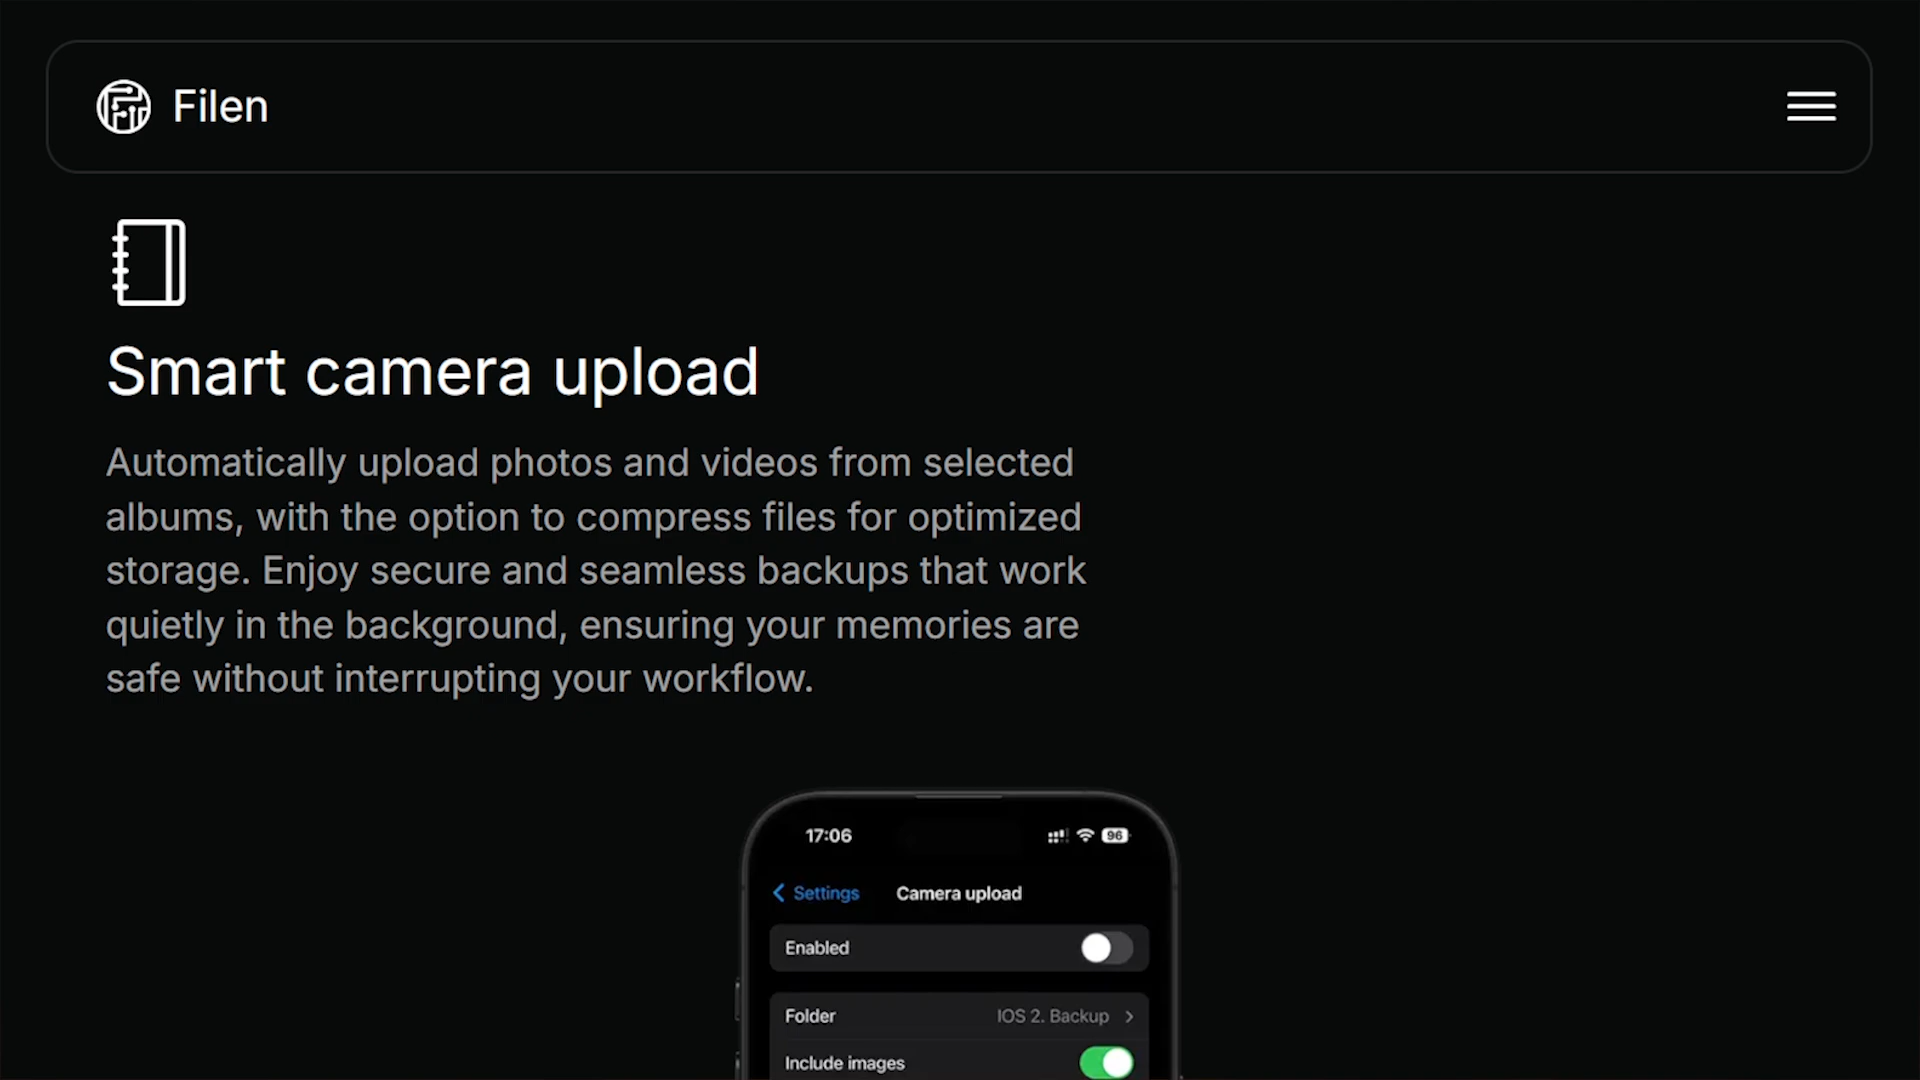 Filen
Smart camera upload
Automatically upload photos and videos from selected
albums, with the option to compress files for optimized
storage. Enjoy secure and seamless backups that work
quietly in the background, ensuring your memories are
safe without interrupting your workflow.
17:06
96
Settings
Camera upload
Enabled
Folder
IOS 2. Backup
Include images